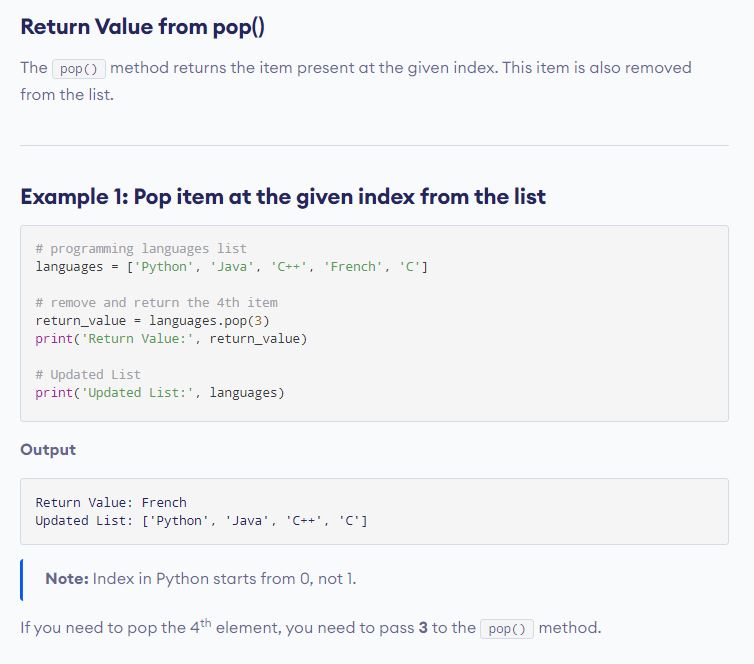 Return Value from pop()
The pop() method returns the item present at the given index. This item is also removed
from the list.
Example 1: Pop item at the given index from the list
# programming languages list
languages = ['Python', 'Java', 'C++', 'French', 'C']
# remove and return the 4th item
return_value = languages.pop(3)
print('Return Value:', return_value)
# Updated List
print('Updated List:', languages)
Output
Return Value: French
Updated List: ['Python', 'Java', 'C++', 'C']
Note: Index in Python starts from 0, not 1.
If you need to pop the 4th element, you need to pass 3 to the pop() method.